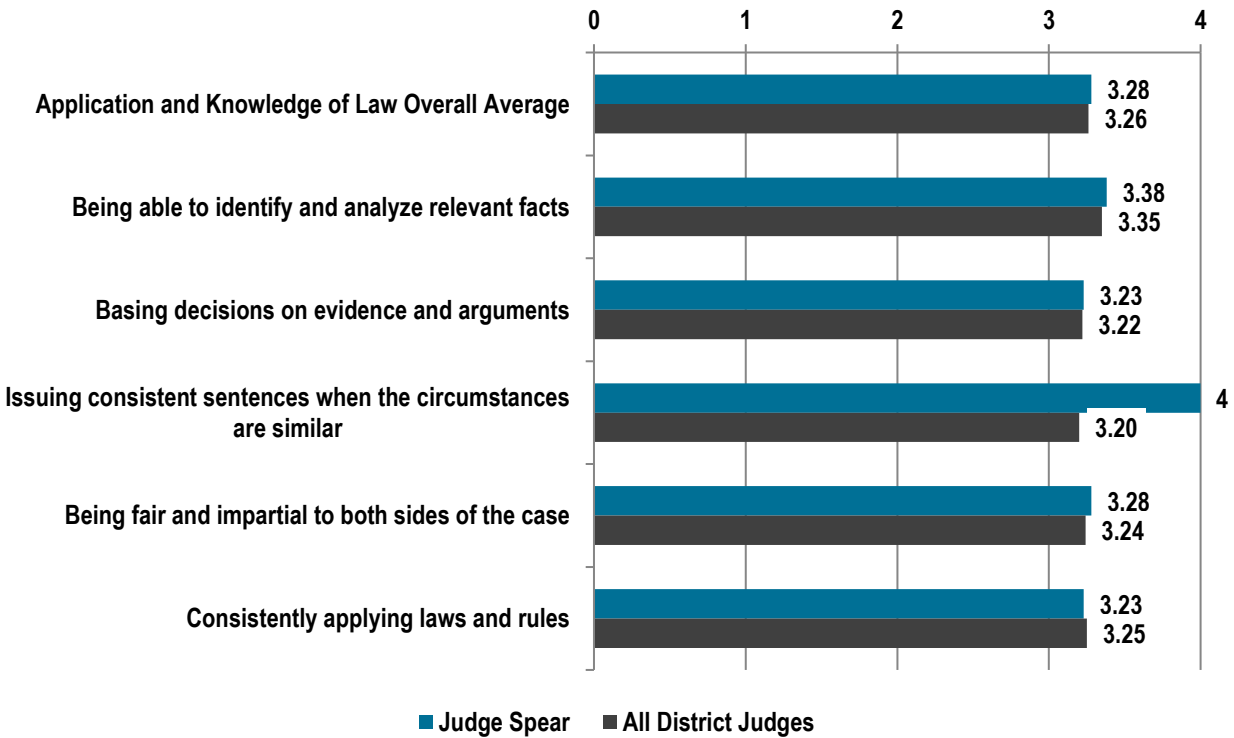 0 1 2 3 4
Application and Knowledge of Law Overall Average
3.28
3.26
Being able to identify and analyze relevant facts
3.38
3.35
Basing decisions on evidence and arguments
3.23
3.22
Issuing consistent sentences when the circumstances
are similar
4
3.20
Being fair and impartial to both sides of the case
3.28
3.24
Consistently applying laws and rules
3.23
3.25
Judge Spear All District Judges